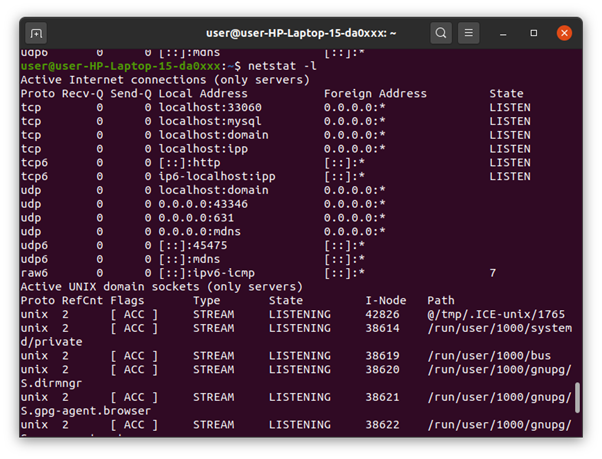 user@user-HP-Laptop-15-da0xxx: ~
udp6 0 0 [::]:mdns [::]:*
user@user-HP-Laptop-15-da0xxx:~$ netstat -l
Active Internet connections (only servers)
Proto Recv-Q Send-Q Local Address Foreign Address State
tcp 0 0 localhost:33060 0.0.0.0:* LISTEN
tcp 0 0 localhost:mysql 0.0.0.0:* LISTEN
tcp 0 0 localhost:domain 0.0.0.0:* LISTEN
tcp 0 0 localhost:ipp 0.0.0.0:* LISTEN
tcp6 0 0 [::]:http [::]:* LISTEN
tcp6 0 0 ip6-localhost:ipp [::]:* LISTEN
udp 0 0 localhost:domain 0.0.0.0:*
udp 0 0 0.0.0.0:43346 0.0.0.0:*
udp 0 0 0.0.0.0:631 0.0.0.0:*
udp 0 0 0.0.0.0:mdns 0.0.0.0:*
udp6 0 0 [::]:45475 [::]:*
udp6 0 0 [::]:mdns [::]:*
raw6 0 0 [::]:ipv6-icmp [::]:* 7
Active UNIX domain sockets (only servers)
Proto RefCnt Flags Type State I-Node Path
unix 2 [ ACC ] STREAM LISTENING 42826 @/tmp/.ICE-unix/1765
unix 2 [ ACC ] STREAM LISTENING 38614 /run/user/1000/system
d/private
unix 2 [ ACC ] STREAM LISTENING 38619 /run/user/1000/bus
unix 2 [ ACC ] STREAM LISTENING 38620 /run/user/1000/gnupg/
S.dirmngr
unix 2 [ ACC ] STREAM LISTENING 38621 /run/user/1000/gnupg/
S.gpg-agent.browser
unix 2 [ ACC ] STREAM LISTENING 38622 /run/user/1000/gnupg/